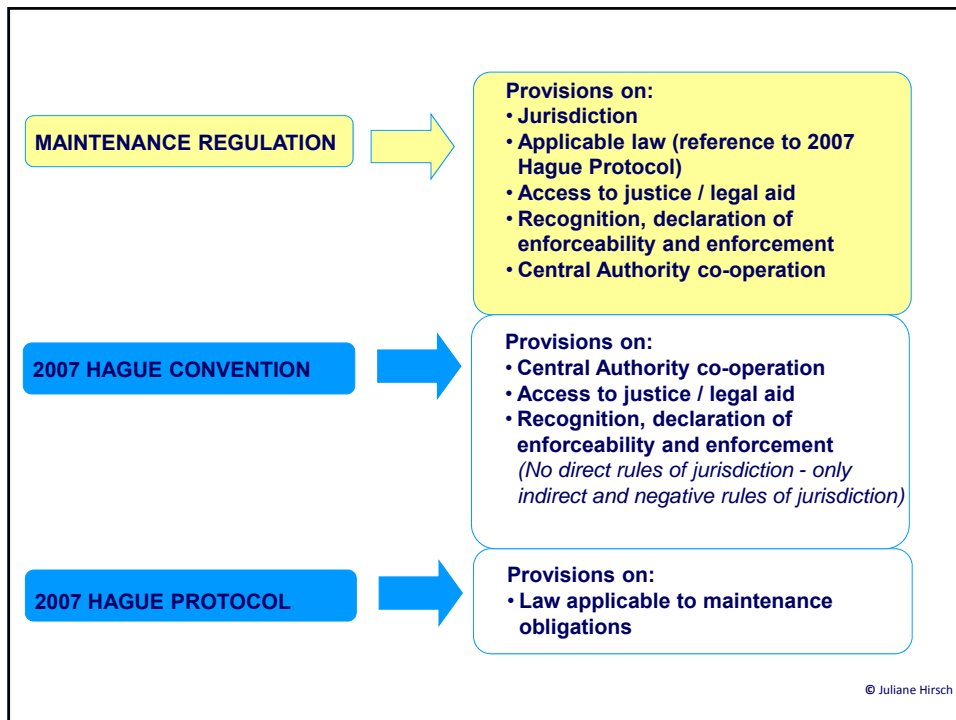 MAINTENANCE REGULATION
Provisions on:
• Jurisdiction
• Applicable law (reference to 2007
Hague Protocol)
• Access to justice / legal aid
• Recognition, declaration of
enforceability and enforcement
• Central Authority co-operation
2007 HAGUE CONVENTION
Provisions on:
• Central Authority co-operation
• Access to justice / legal aid
• Recognition, declaration of
enforceability and enforcement
(No direct rules of jurisdiction - only
indirect and negative rules of jurisdiction)
2007 HAGUE PROTOCOL
Provisions on:
• Law applicable to maintenance
obligations
© Juliane Hirsch